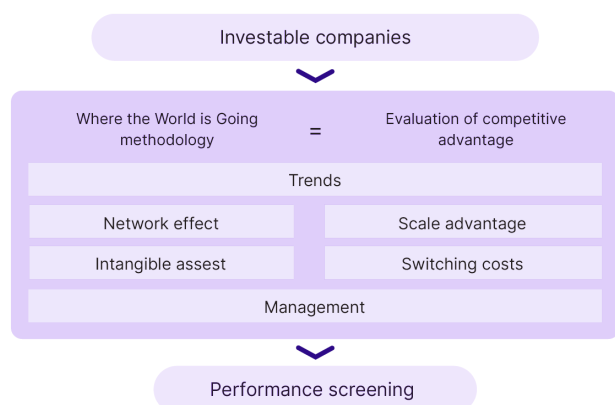 Investable companies
Where the World is Going
methodology
=
Evaluation of competitive
advantage
Trends
Network effect
Scale advantage
Intangible assest
Switching costs
Management
Performance screening